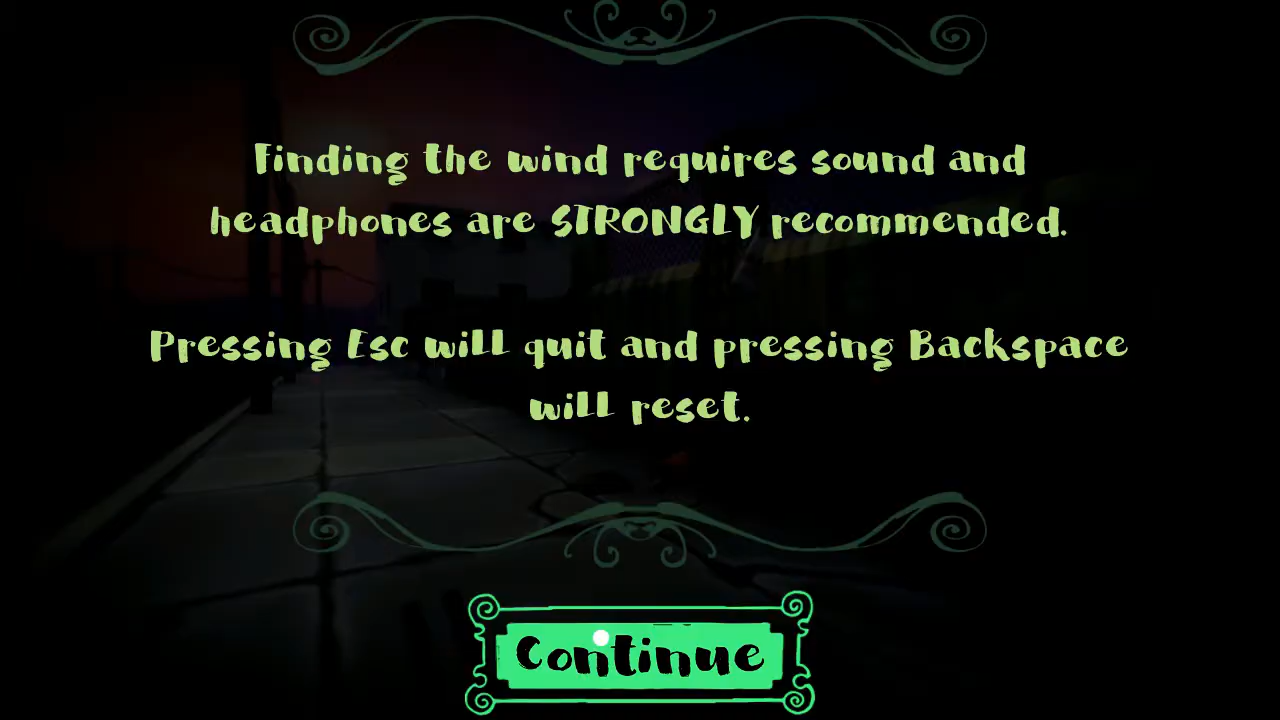 Finding the wind requires sound and
headphones are STRONGLY recommended.
Pressing Esc will quit and pressing Backspace
will reset.
Continue